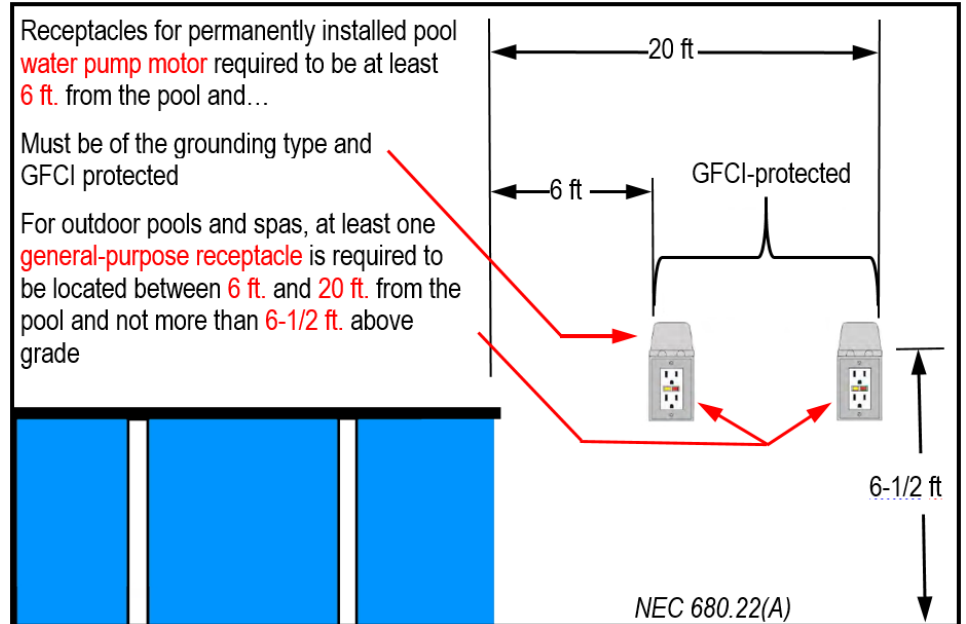 Receptacles for permanently installed pool
water pump motor required to be at least
6 ft. from the pool and…
Must be of the grounding type and
GFCI protected
For outdoor pools and spas, at least one
general-purpose receptacle is required to
be located between 6 ft. and 20 ft. from the
pool and not more than 6-1/2 ft. above
grade
20 ft
6 ft
GFCI-protected
6-1/2 ft
NEC 680.22(A)